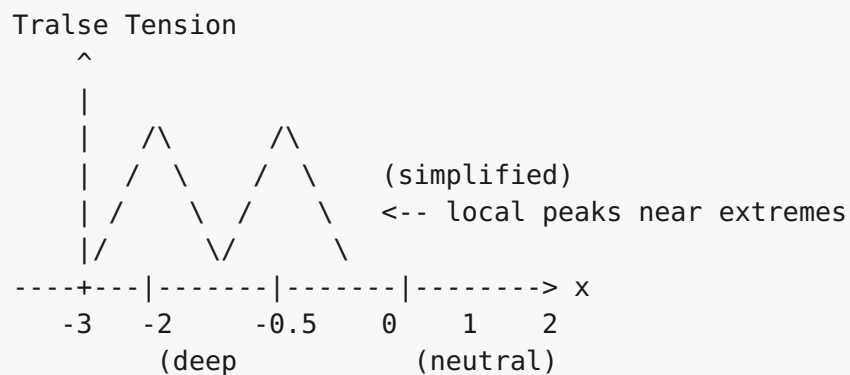 Tralse Tension
^
|
| /\ /\
| / \ / \ (simplified)
| / \ / \ <-- local peaks near extremes
|/ \/ \
----+---|-------|-------|--------> x
-3 -2 -0.5 0 1 2
(deep (neutral)